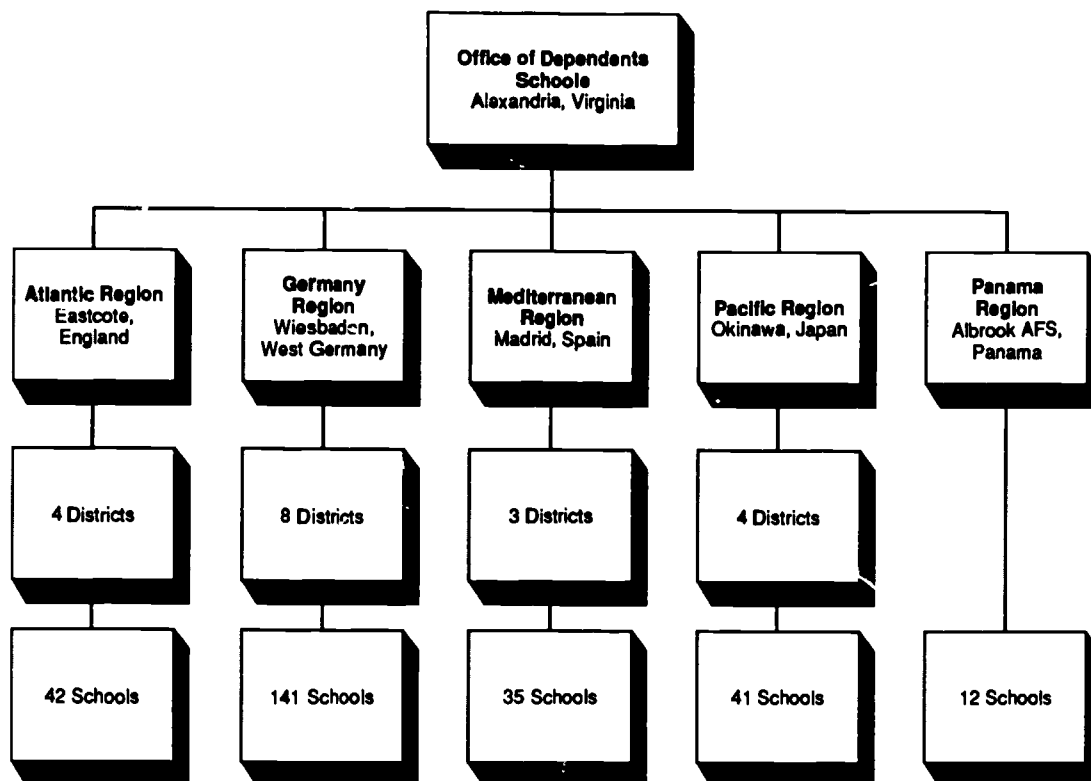 Office of Dependents
Schools
Alexandria, Virginia
Atlantic Region
Eastcote,
England
Germany
Region
Wiesbaden,
West Germany
Mediterranean
Region
Madrid, Spain
Pacific Region
Okinawa, Japan
Panama
Region
Albrook AFS,
Panama
4 Districts
8 Districts
3 Districts
4 Districts
42 Schools
141 Schools
35 Schools
41 Schools
12 Schools